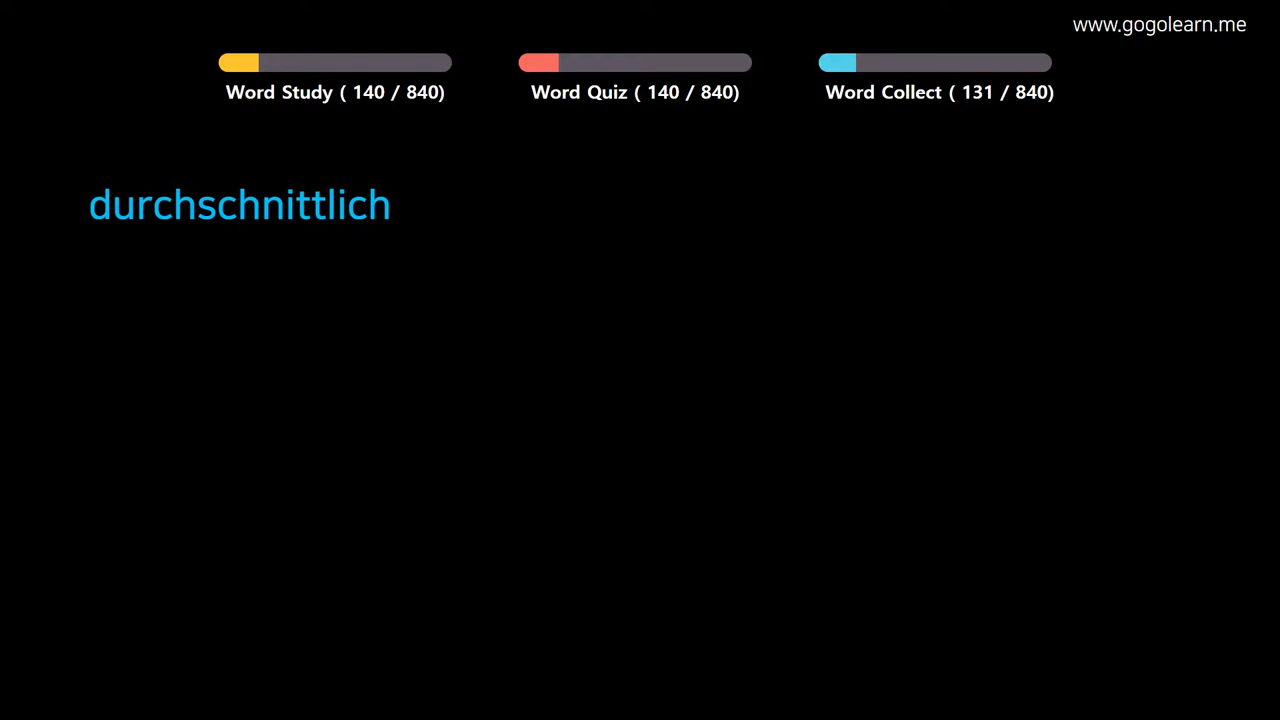 www.gogolearn.me
Word Study ( 140 / 840)
Word Quiz ( 140 / 840)
Word Collect ( 131 / 840)
durchschnittlich